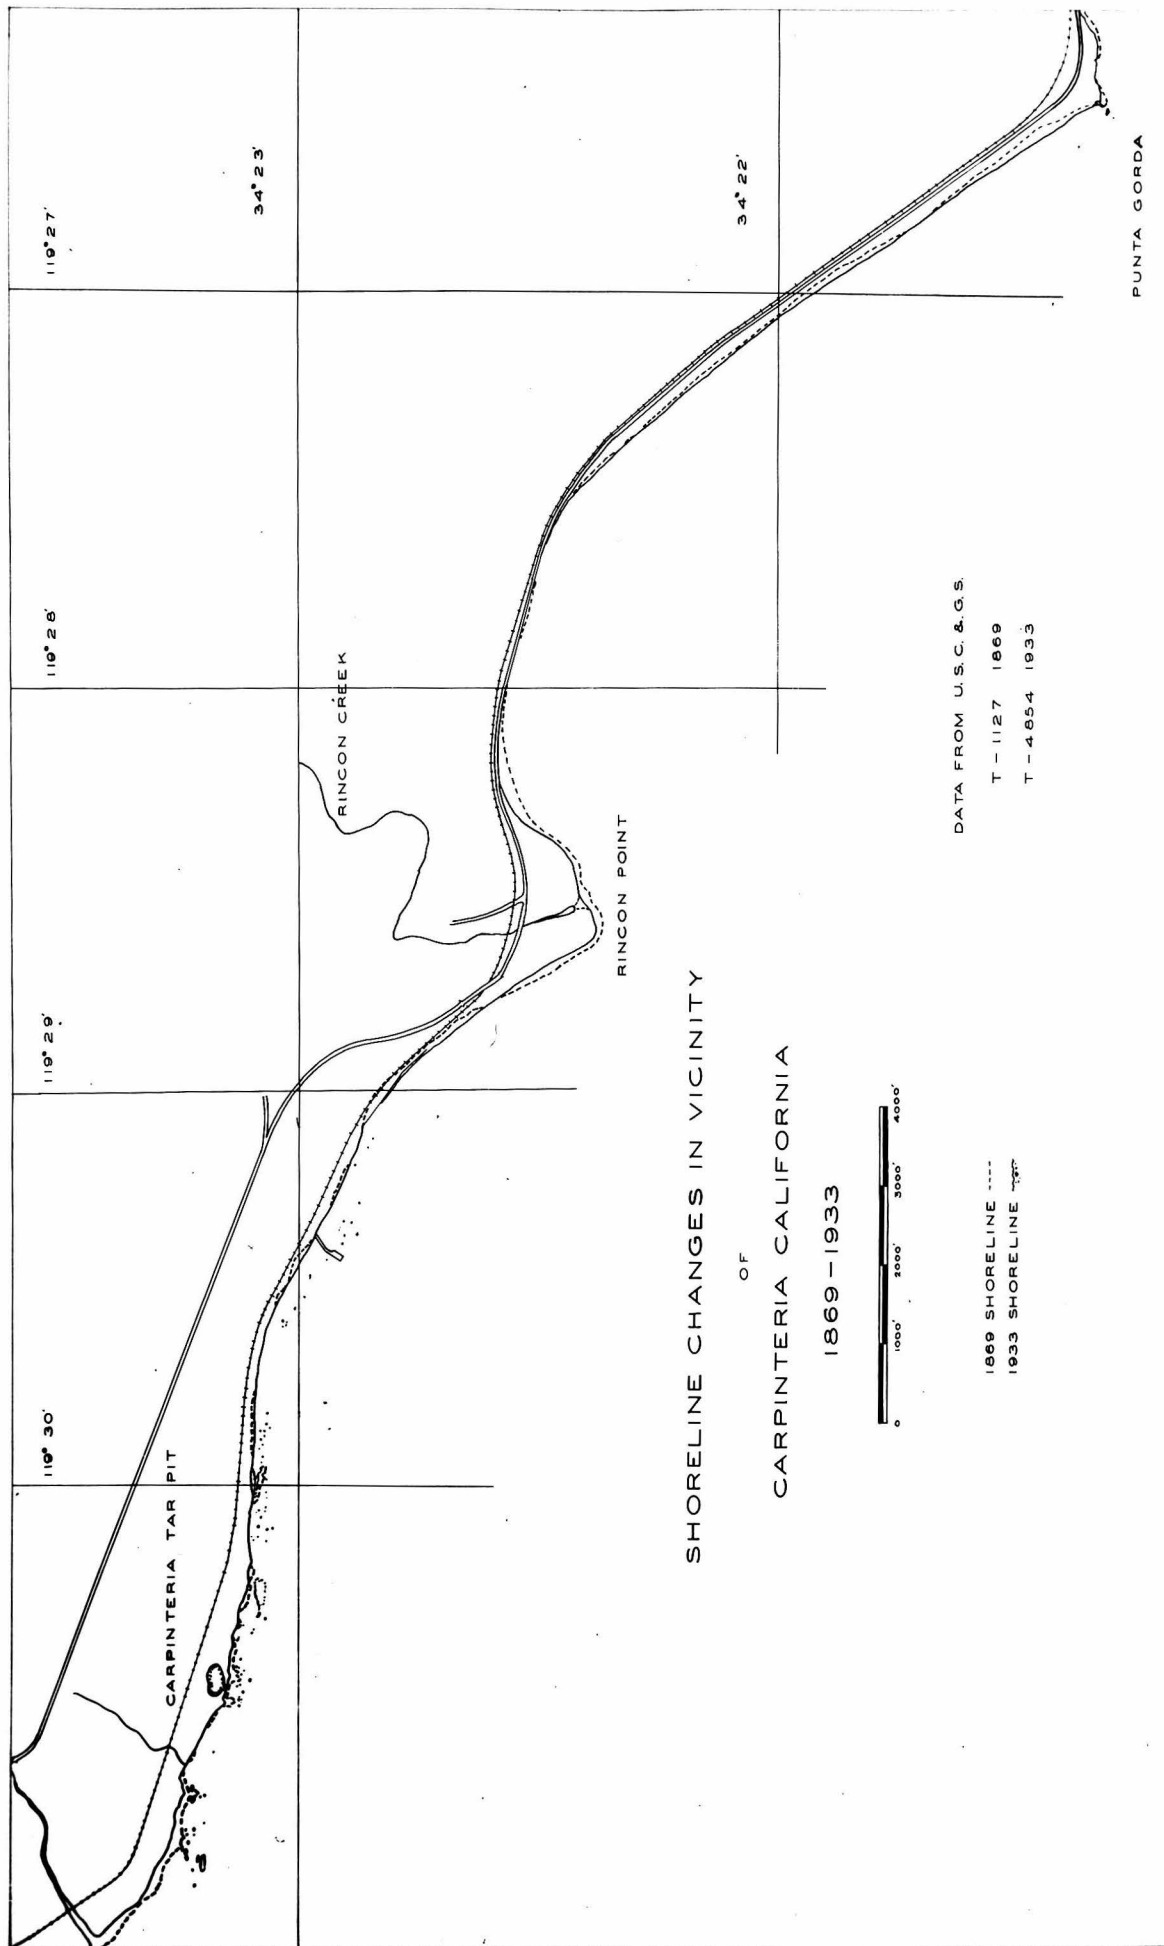 119° 30'
119° 29'
119° 28'
119° 27'
34° 23'
34° 22'
CARPINTERIA TAR PIT
RINCON CREEK
RINCON POINT
PUNTA GORDA
SHORELINE CHANGES IN VICINITY
OF
CARPINTERIA CALIFORNIA
1869-1933
0 1000' 2000' 3000' 4000'
1869 SHORELINE
1933 SHORELINE
DATA FROM U.S.C.&G.S.
T-1127 1869
T-4854 1933